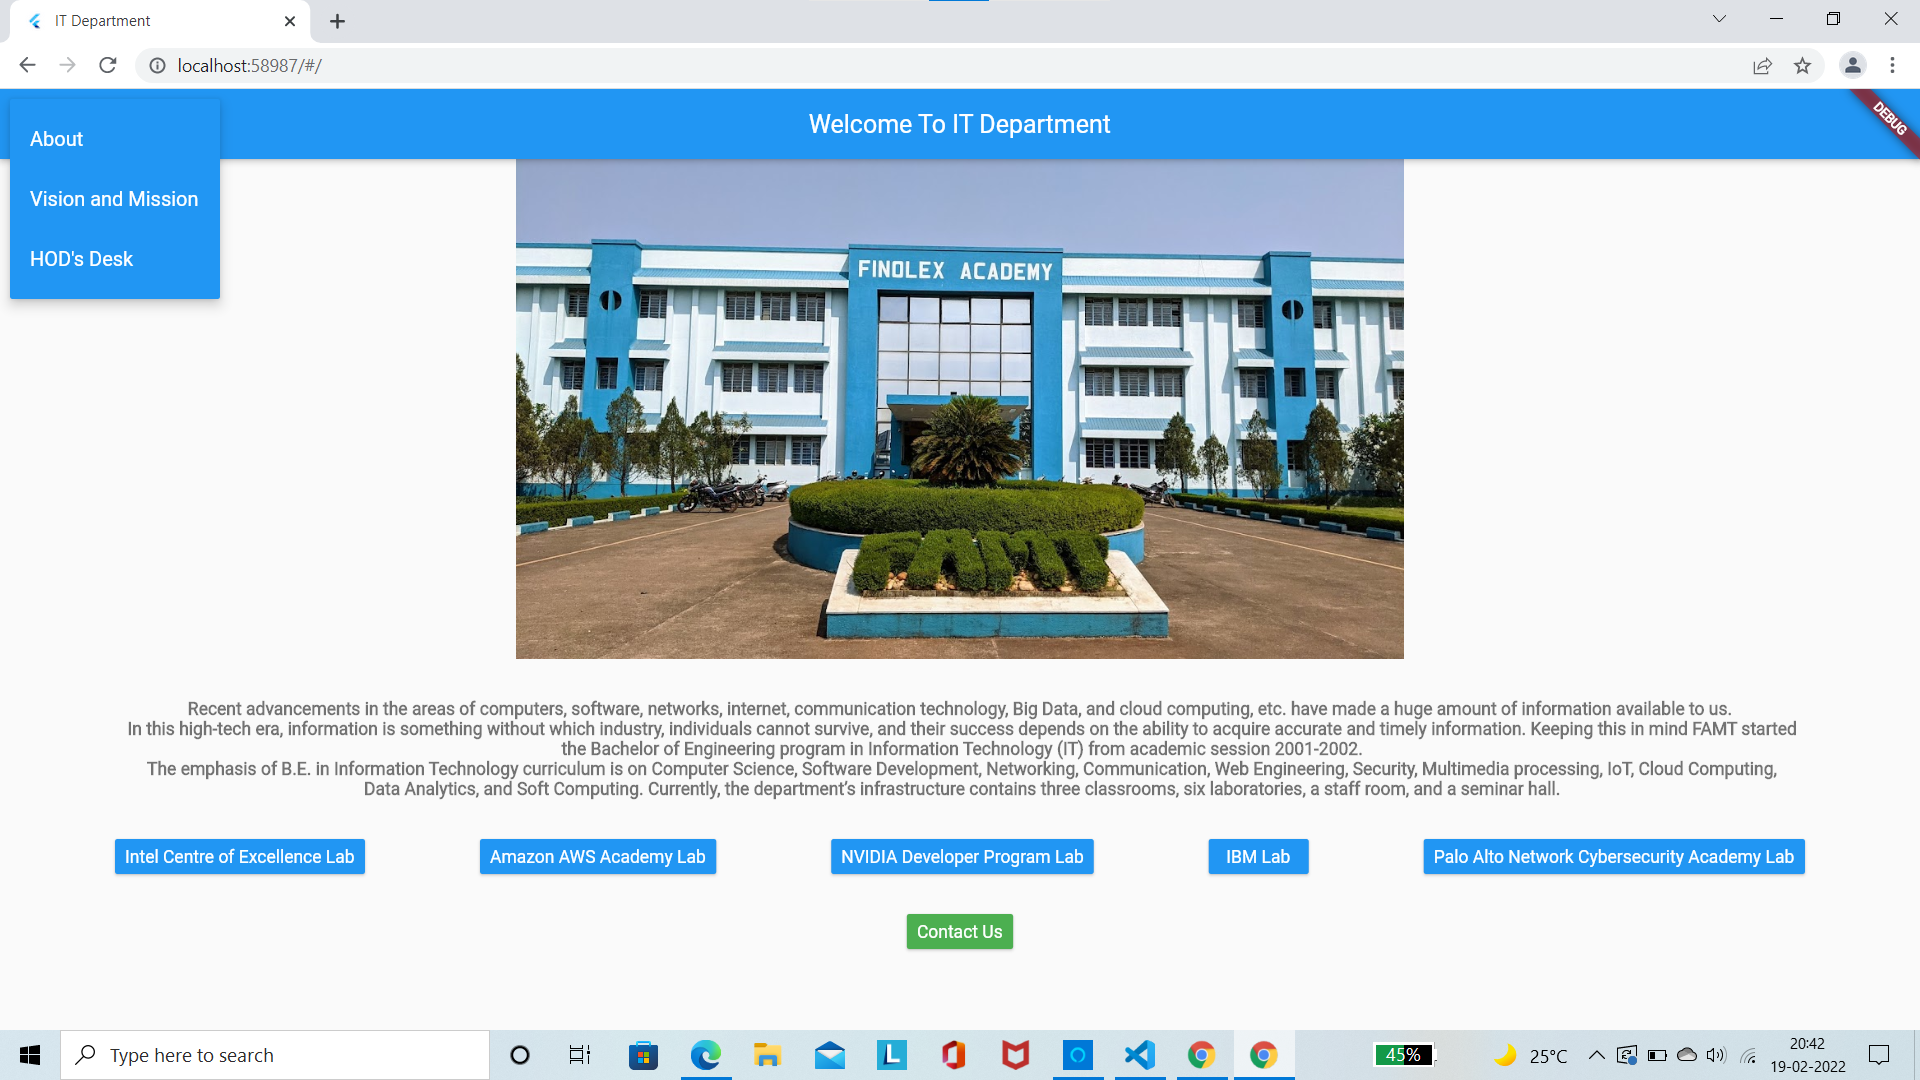 IT Department
localhost:58987/#/
Welcome To IT Department
DEBUG
About
Vision and Mission
HOD's Desk
FINOLEX ACADEMY
FAMT
Recent advancements in the areas of computers, software, networks, internet, communication technology, Big Data, and cloud computing, etc. have made a huge amount of information available to us.
In this high-tech era, information is something without which industry, individuals cannot survive, and their success depends on the ability to acquire accurate and timely information. Keeping this in mind FAMT started
the Bachelor of Engineering program in Information Technology (IT) from academic session 2001-2002.
The emphasis of B.E. in Information Technology curriculum is on Computer Science, Software Development, Networking, Communication, Web Engineering, Security, Multimedia processing, IoT, Cloud Computing,
Data Analytics, and Soft Computing. Currently, the department’s infrastructure contains three classrooms, six laboratories, a staff room, and a seminar hall.
Intel Centre of Excellence Lab
Amazon AWS Academy Lab
NVIDIA Developer Program Lab
IBM Lab
Palo Alto Network Cybersecurity Academy Lab
Contact Us
Type here to search
L
45%
25°C
20:42
19-02-2022